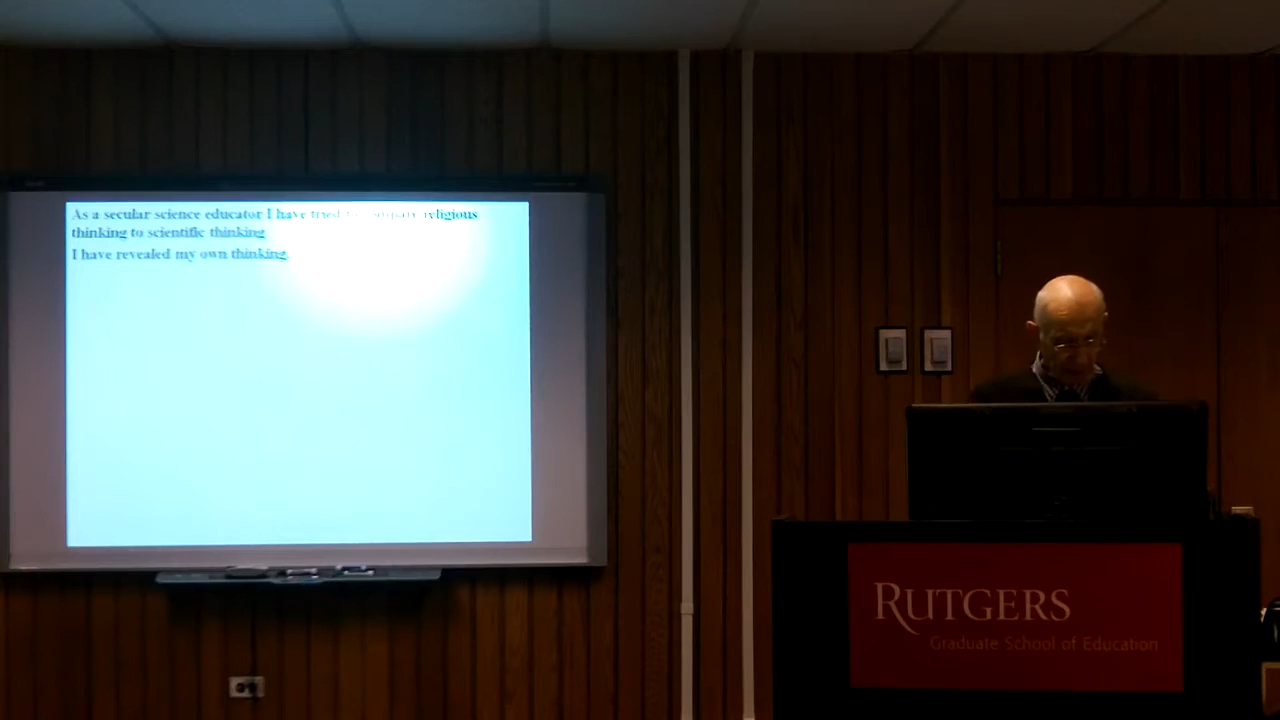 As a secular science educator I have tried to religious
thinking to scientific thinking
I have revealed my own thinking.
RUTGERS
Graduate School of Education